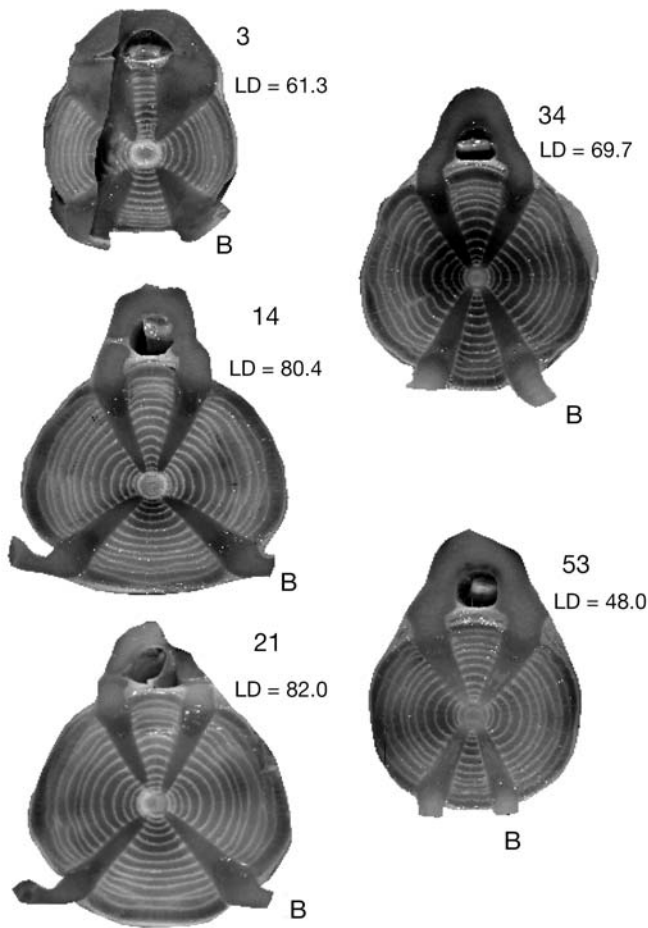 3
LD = 61.3
B
14
LD = 80.4
B
21
LD = 82.0
B
34
LD = 69.7
B
53
LD = 48.0
B